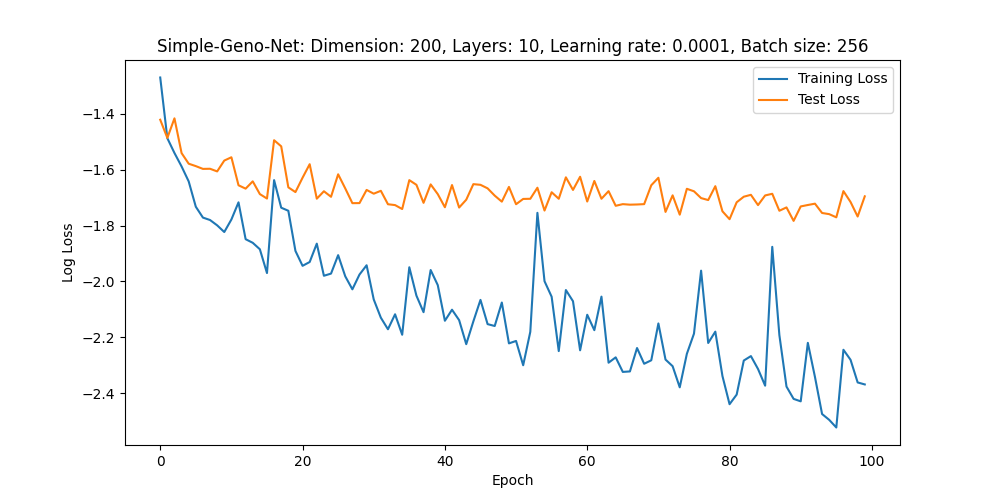 Simple-Geno-Net: Dimension: 200, Layers: 10, Learning rate: 0.0001, Batch size: 256
Training Loss
Test Loss
−1.4
−1.6
−1.8
−2.0
−2.2
−2.4
Log Loss
0 20 40 60 80 100
Epoch